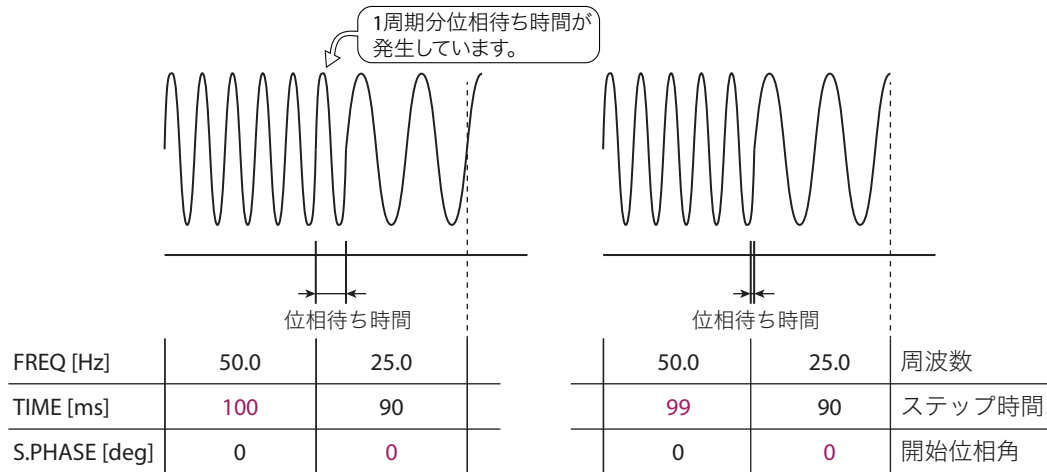 1周期分位相待ち時間が
発生しています。
位相待ち時間 位相待ち時間
FREQ [Hz] 50.0 25.0 50.0 25.0 周波数
TIME [ms] 100 90 99 90 ステップ時間
S.PHASE [deg] 0 0 0 0 開始位相角